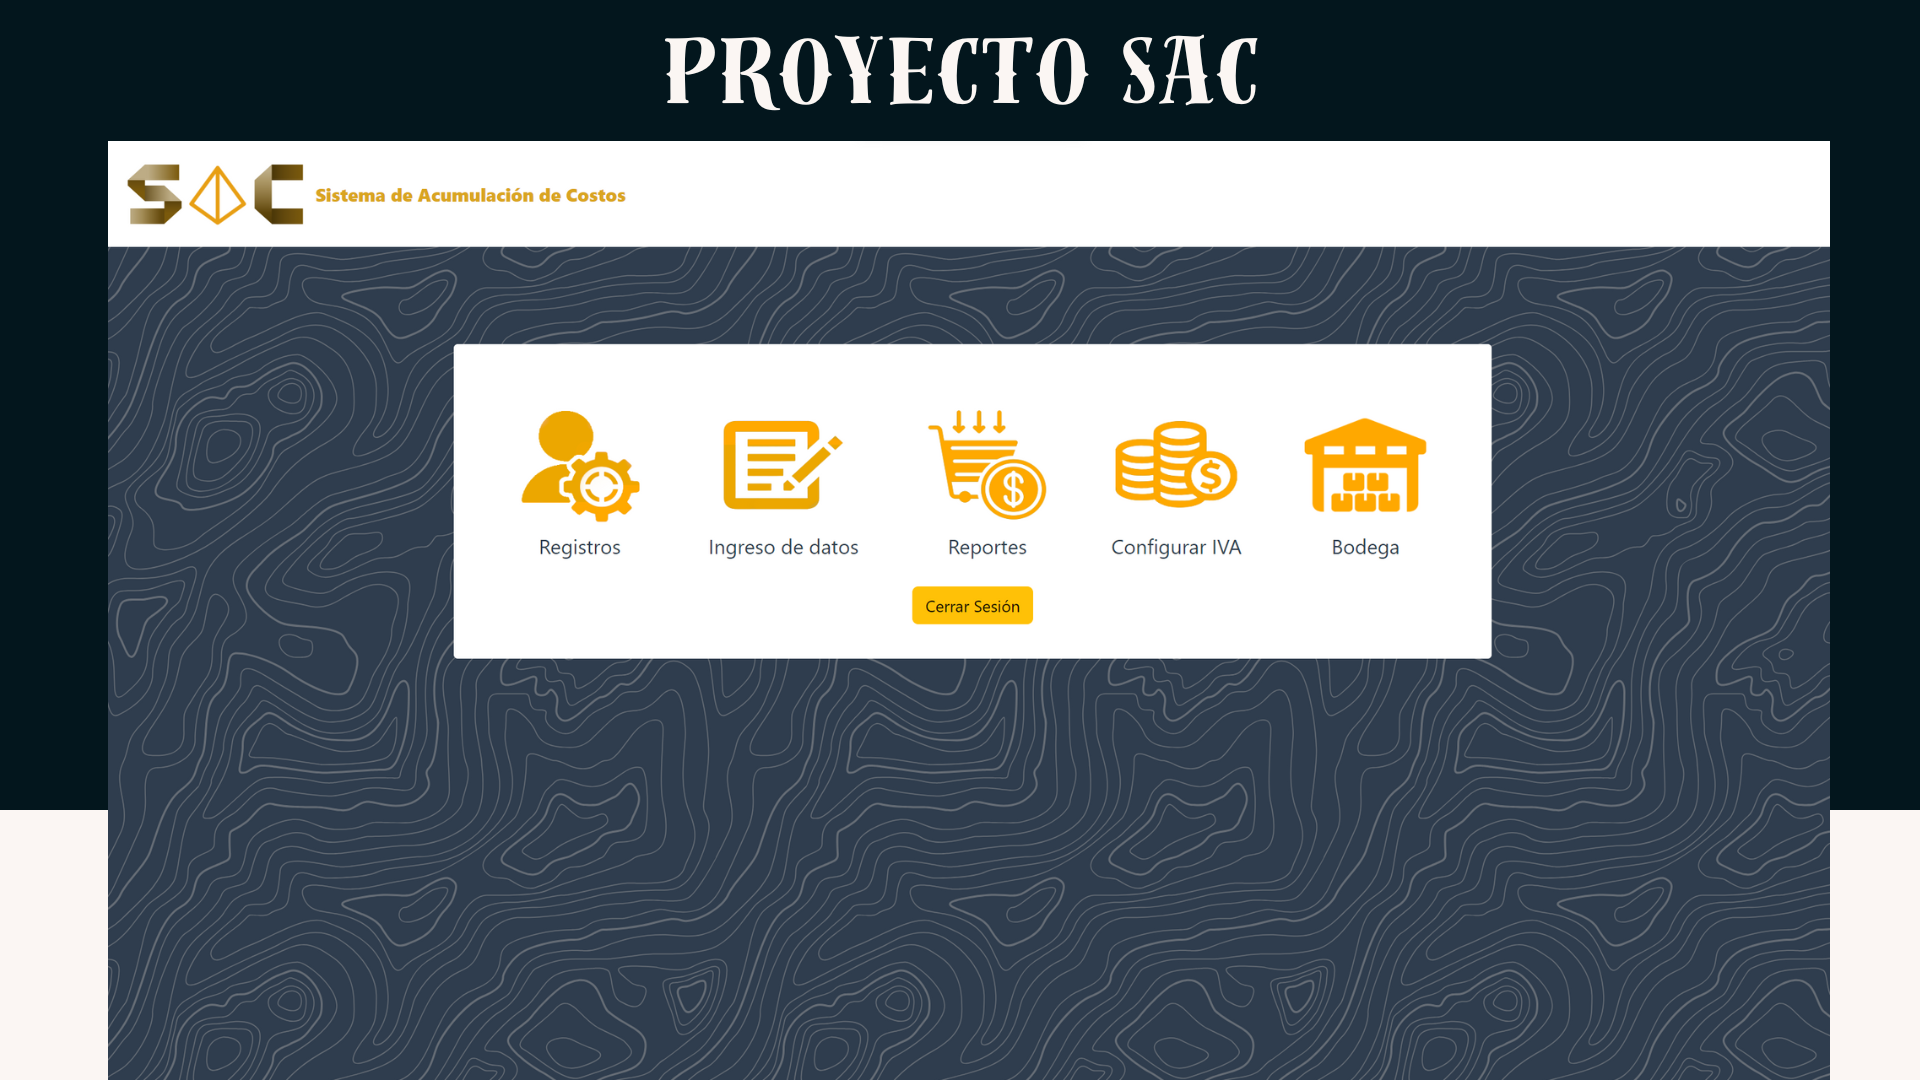 PROYECTO SAC
SAC Sistema de Acumulación de Costos
Registros
Ingreso de datos
Reportes
Configurar IVA
Bodega
Cerrar Sesión